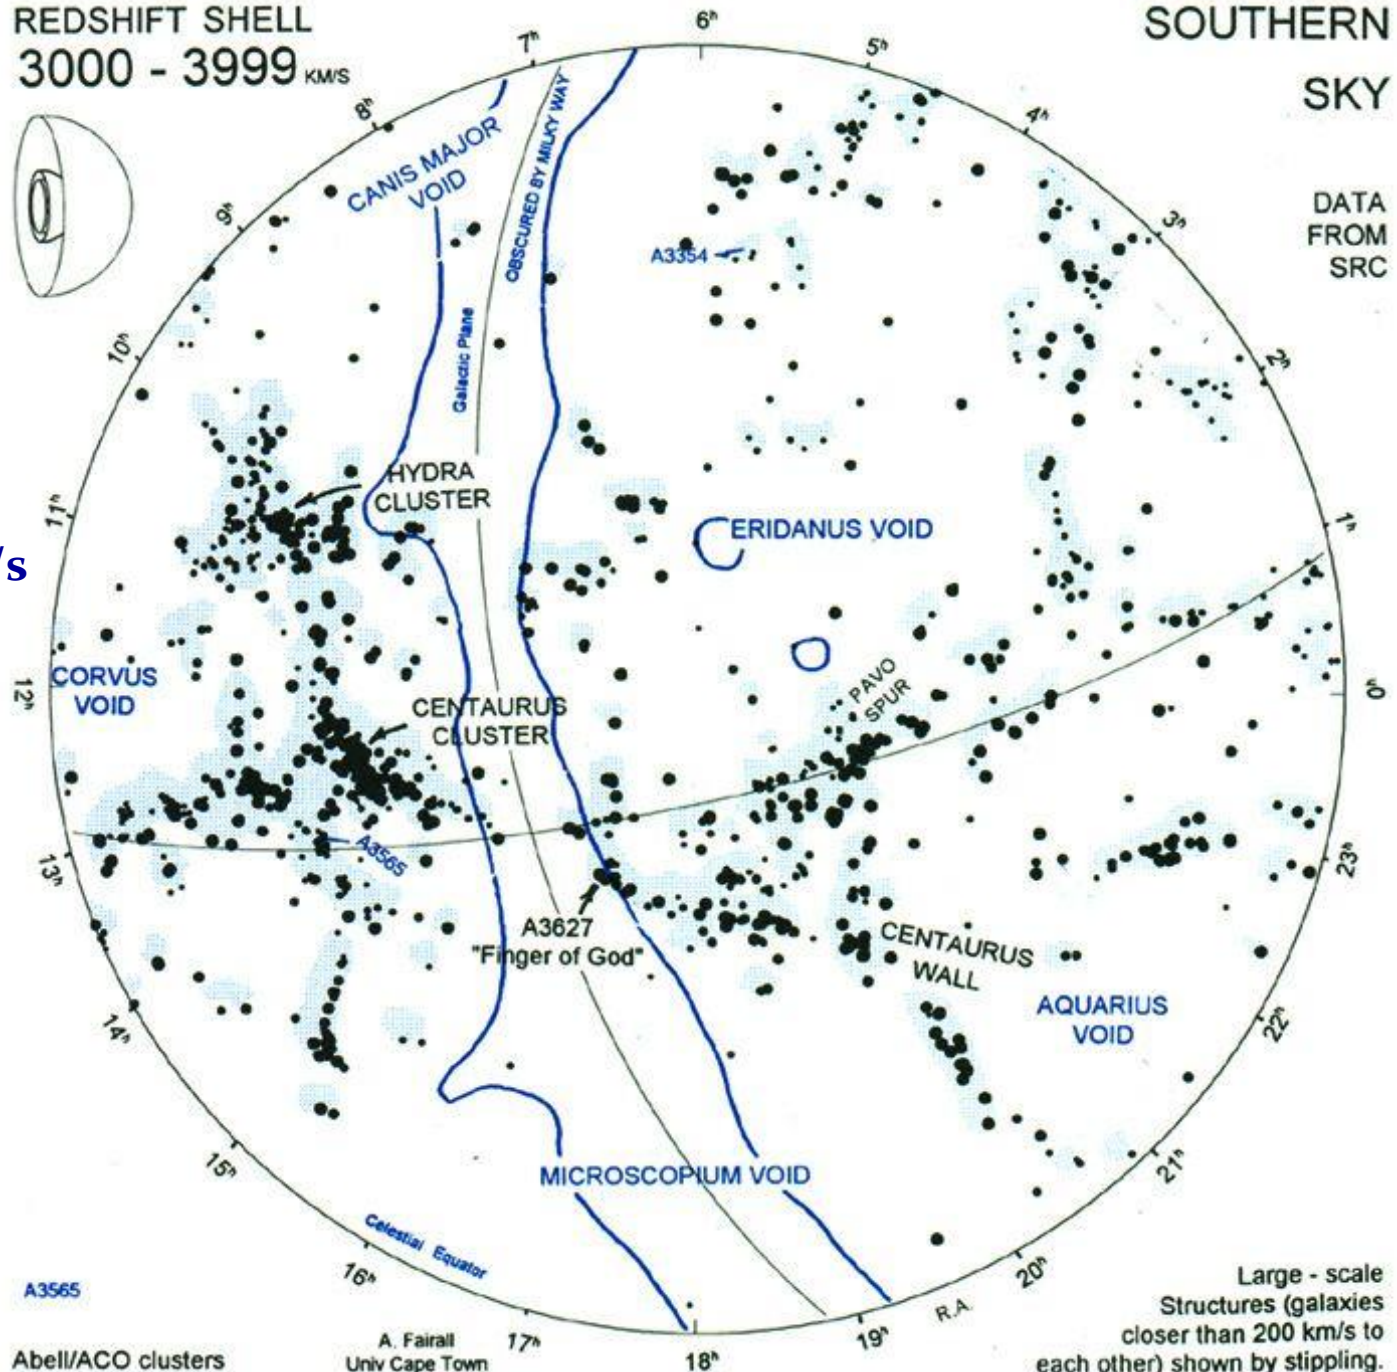 REDSHIFT SHELL
3000 - 3999 KM/S
SOUTHERN
SKY
DATA
FROM
SRC
6ʰ
7ʰ
5ʰ
8ʰ
4ʰ
9ʰ
3ʰ
10ʰ
2ʰ
11ʰ
1ʰ
12ʰ
0ʰ
13ʰ
23ʰ
14ʰ
22ʰ
15ʰ
21ʰ
16ʰ
20ʰ
17ʰ
18ʰ
19ʰ
R.A.
CANIS MAJOR
VOID
OBSCURED BY MILKY WAY
A3354
Galactic Plane
HYDRA
CLUSTER
ERIDANUS VOID
/s
CORVUS
VOID
PAVO
SPUR
CENTAURUS
CLUSTER
A3565
A3627
"Finger of God"
CENTAURUS
WALL
AQUARIUS
VOID
MICROSCOPIUM VOID
Celestial Equator
A3565
Abell/ACO clusters
A. Fairall
Univ Cape Town
Large - scale
Structures (galaxies
closer than 200 km/s to
each other) shown by stippling.